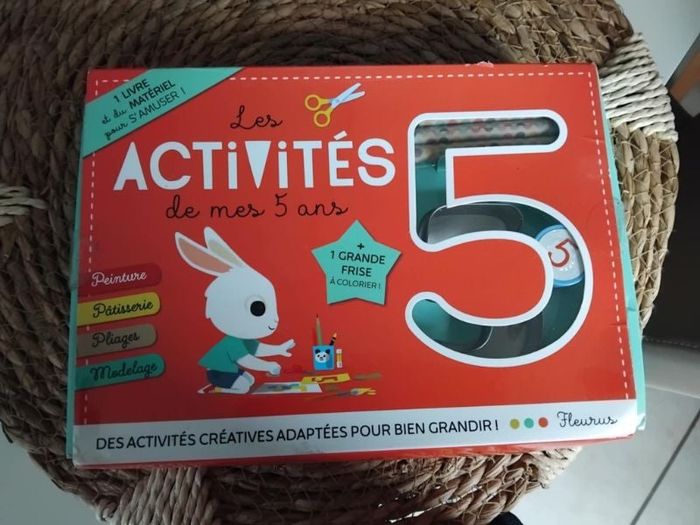 1 LIVRE
et du MATÉRIEL
pour S'AMUSER !
Les
ACTIVITÉS
de mes 5 ans
5
5
+
1 GRANDE
FRISE
À COLORIER !
Peinture
Pâtisserie
Pliages
Modelage
DES ACTIVITÉS CRÉATIVES ADAPTÉES POUR BIEN GRANDIR !
Fleurus